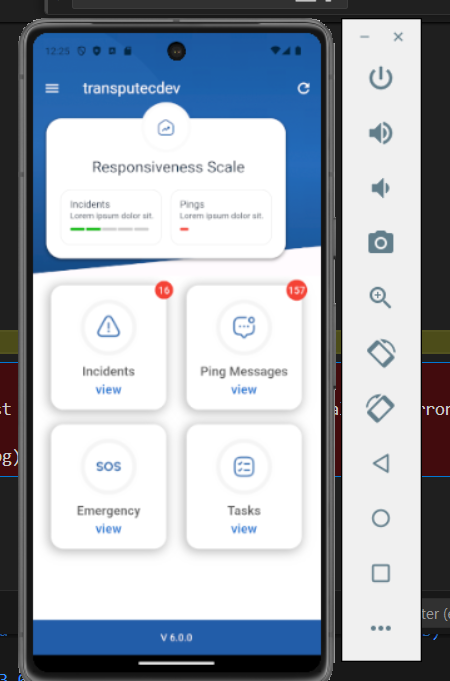 12:25
transputecdev
Responsiveness Scale
Incidents
Lorem ipsum dolor sit.
Pings
Lorem ipsum dolor sit.
16
157
Incidents
view
Ping Messages
view
SOS
Emergency
view
Tasks
view
V 6.0.0
st
rror
og)
ter (e